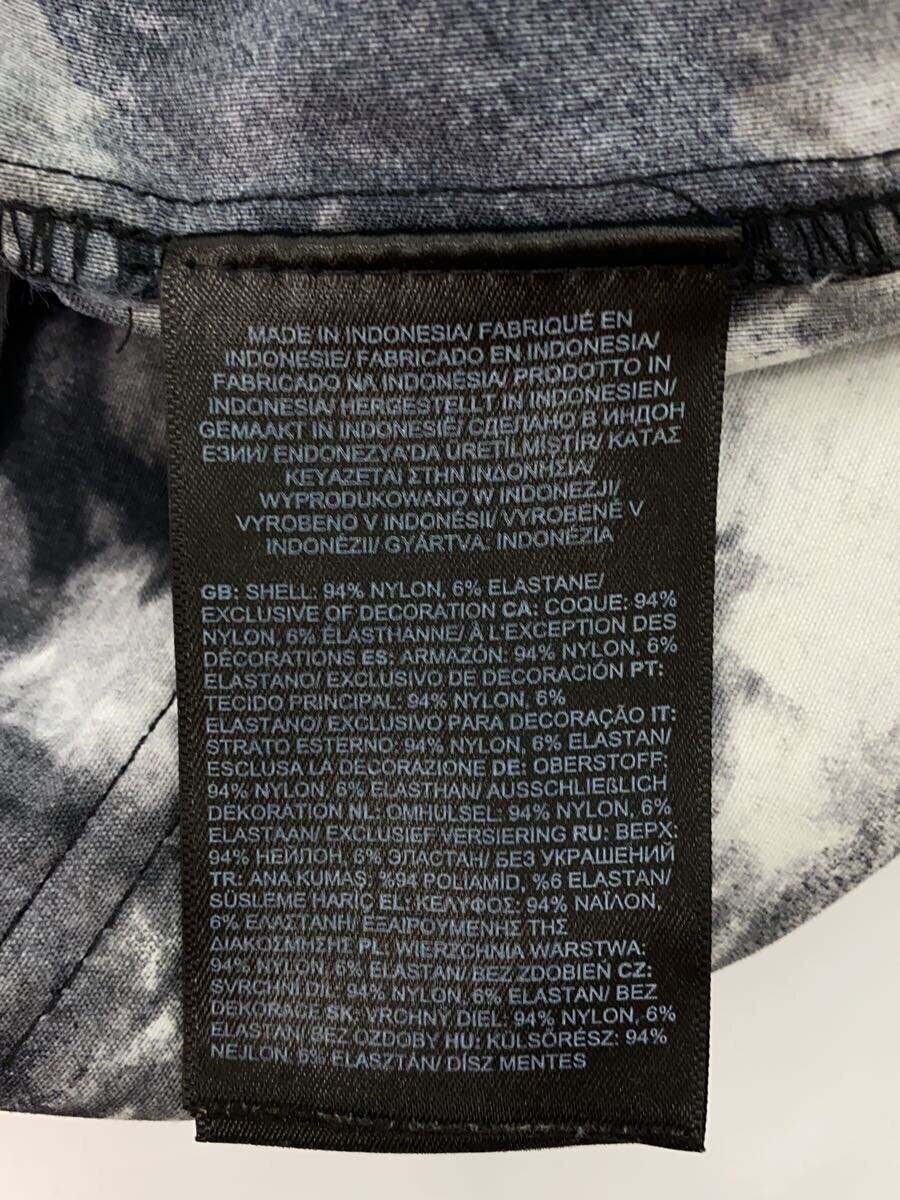 MADE IN INDONESIA/ FABRIQUÉ EN
INDONESIE/ FABRICADO EN INDONESIA/
FABRICADO NA INDONESIA/ PRODOTTO IN
INDONESIA/ HERGESTELLT IN INDONESIEN/
GEMAAKT IN INDONESIË/ СДЕЛАНО В ИНДОН
ЕЗИИ/ ENDONEZYA'DA ÜRETİLMİSTİR/ ΚΑΤΑΣ
ΚΕΥΑΖΕΤΑΙ ΣΤΗΝ ΙΝΔΟΝΗΣΙΑ/
WYPRODUKOWANO W INDONEZJI/
VYROBENO V INDONÉSII/ VYROBENÉ V
INDONÉZII/ GYÁRTVA: INDONÉZIA
GB: SHELL: 94% NYLON, 6% ELASTANE/
EXCLUSIVE OF DECORATION CA: COQUE: 94%
NYLON, 6% ÉLASTHANNE/ À L'EXCEPTION DES
DÉCORATIONS ES: ARMAZÓN: 94% NYLON, 6%
ELASTANO/ EXCLUSIVO DE DECORACIÓN PT:
TECIDO PRINCIPAL: 94% NYLON, 6%
ELASTANO/ EXCLUSIVO PARA DECORAÇÃO IT:
STRATO ESTERNO: 94% NYLON, 6% ELASTAN/
ESCLUSA LA DECORAZIONE DE: OBERSTOFF:
94% NYLON, 6% ELASTHAN/ AUSSCHLIEßLICH
DEKORATION NL: OMHULSEL: 94% NYLON, 6%
ELASTAAN/ EXCLUSIEF VERSIERING RU: ВЕРХ:
94% НЕЙЛОН, 6% ЭЛАСТАН/ БЕЗ УКРАШЕНИЙ
TR: ANA KUMAŞ, %94 POLIAMİD, %6 ELASTAN/
SÜSLEME HARİÇ EL: ΚΕΛΥΦΟΣ: 94% ΝΑΪΛΟΝ,
6% ΕΛΑΣΤΑΝΗ/ ΕΞΑΙΡΟΥΜΕΝΗΣ ΤΗΣ
ΔΙΑΚΟΣΜΗΣΗΣ PL: WIERZCHNIA WARSTWA:
94% NYLON, 6% ELASTAN/ BEZ ZDOBIEŃ CZ:
SVRCHNÍ DÍL: 94% NYLON, 6% ELASTAN/ BEZ
DEKORACE SK: VRCHNÝ DIEL: 94% NYLON, 6%
ELASTAN/ BEZ OZDOBY HU: KÜLSŐRÉSZ: 94%
NEJLON, 6% ELASZTÁN/ DÍSZ MENTES